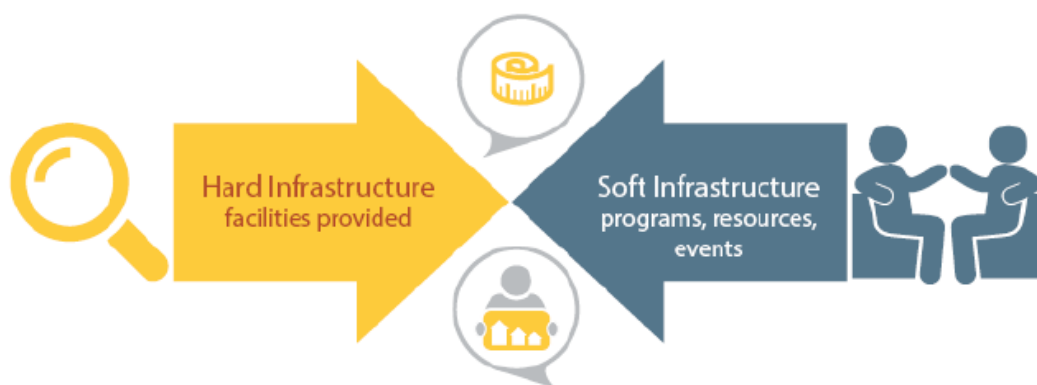 Hard Infrastructure
facilities provided
Soft Infrastructure
programs, resources,
events